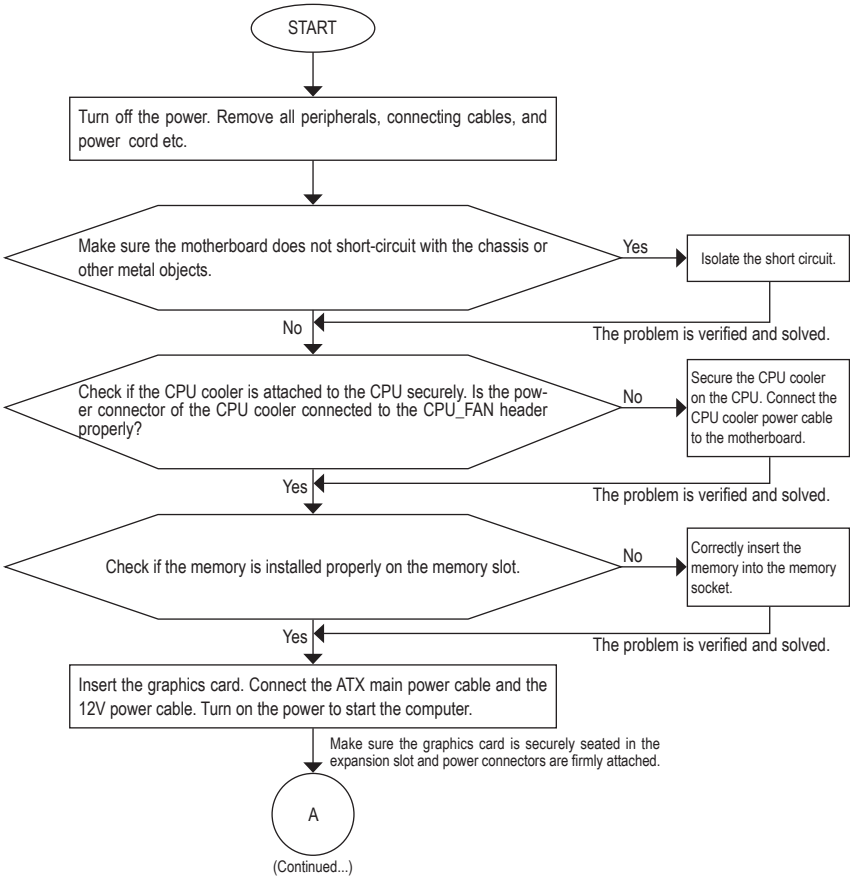 START
Turn off the power. Remove all peripherals, connecting cables, and
power cord etc.
Make sure the motherboard does not short-circuit with the chassis or
other metal objects.
Yes
Isolate the short circuit.
No
The problem is verified and solved.
Check if the CPU cooler is attached to the CPU securely. Is the pow-
er connector of the CPU cooler connected to the CPU_FAN header
properly?
No
Secure the CPU cooler
on the CPU. Connect the
CPU cooler power cable
to the motherboard.
Yes
The problem is verified and solved.
Check if the memory is installed properly on the memory slot.
No
Correctly insert the
memory into the memory
socket.
Yes
The problem is verified and solved.
Insert the graphics card. Connect the ATX main power cable and the
12V power cable. Turn on the power to start the computer.
Make sure the graphics card is securely seated in the
expansion slot and power connectors are firmly attached.
A
(Continued...)